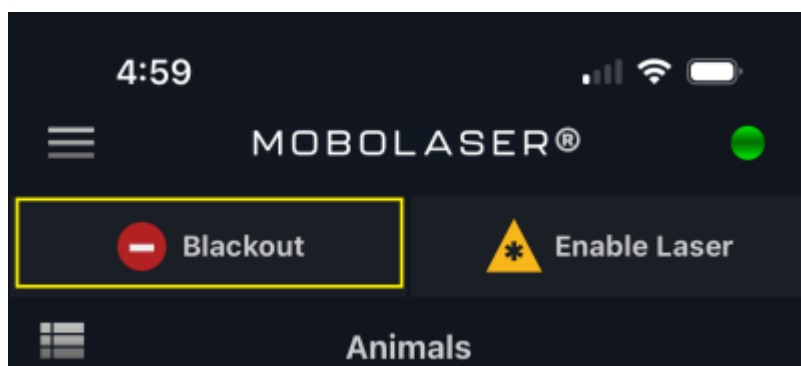 4:59
MOBOLASER®
Blackout
Enable Laser
Animals